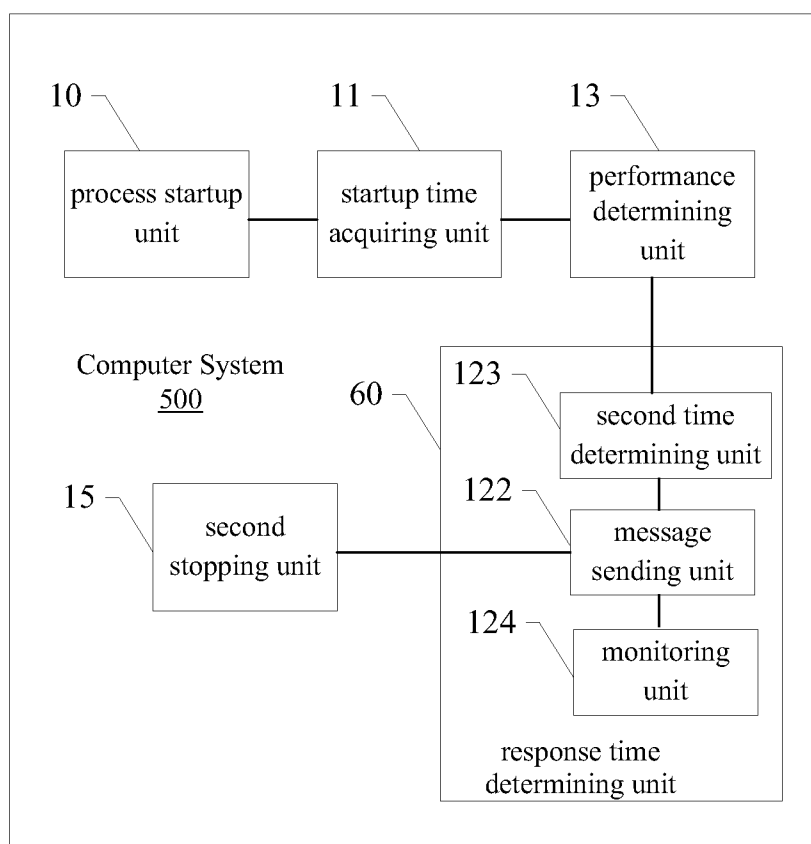 10
11
13
process startup
unit
startup time
acquiring unit
performance
determining
unit
Computer System
500
60
123
second time
determining unit
15
second
stopping unit
122
message
sending unit
124
monitoring
unit
response time
determining unit